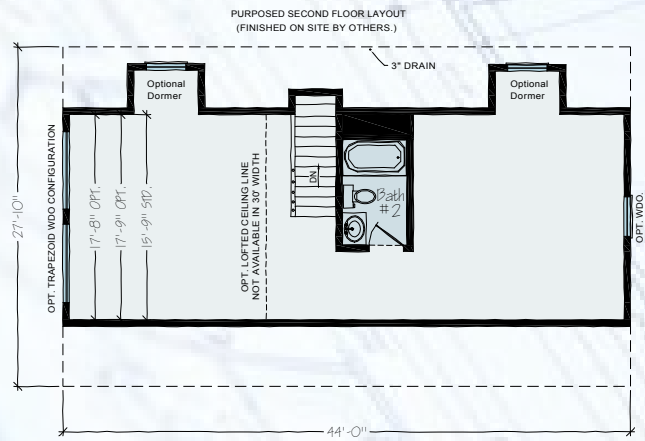 PURPOSED SECOND FLOOR LAYOUT
(FINISHED ON SITE BY OTHERS.)
3" DRAIN
Optional
Dormer
Optional
Dormer
OPT. TRAPEZOID WDO CONFIGURATION
17'-8" OPT.
17'-9" OPT.
15'-9" STD.
OPT. LOFTED CEILING LINE
NOT AVAILABLE IN 30' WIDTH
DN
Bath
#2
OPT. WDO.
27'-10"
44'-0"